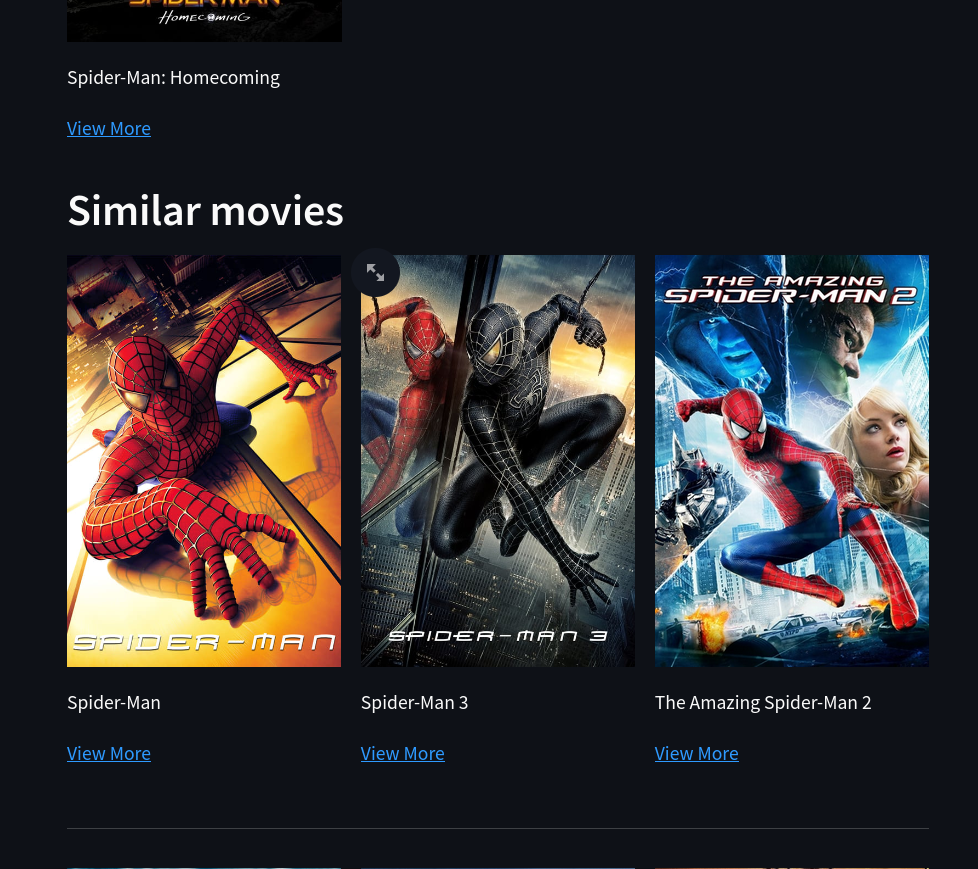 SPIDER-MAN
HOMECOMING
Spider-Man: Homecoming
View More
Similar movies
SPIDER-MAN
SPIDER-MAN 3
THE AMAZING
SPIDER-MAN 2
Spider-Man
Spider-Man 3
The Amazing Spider-Man 2
View More
View More
View More